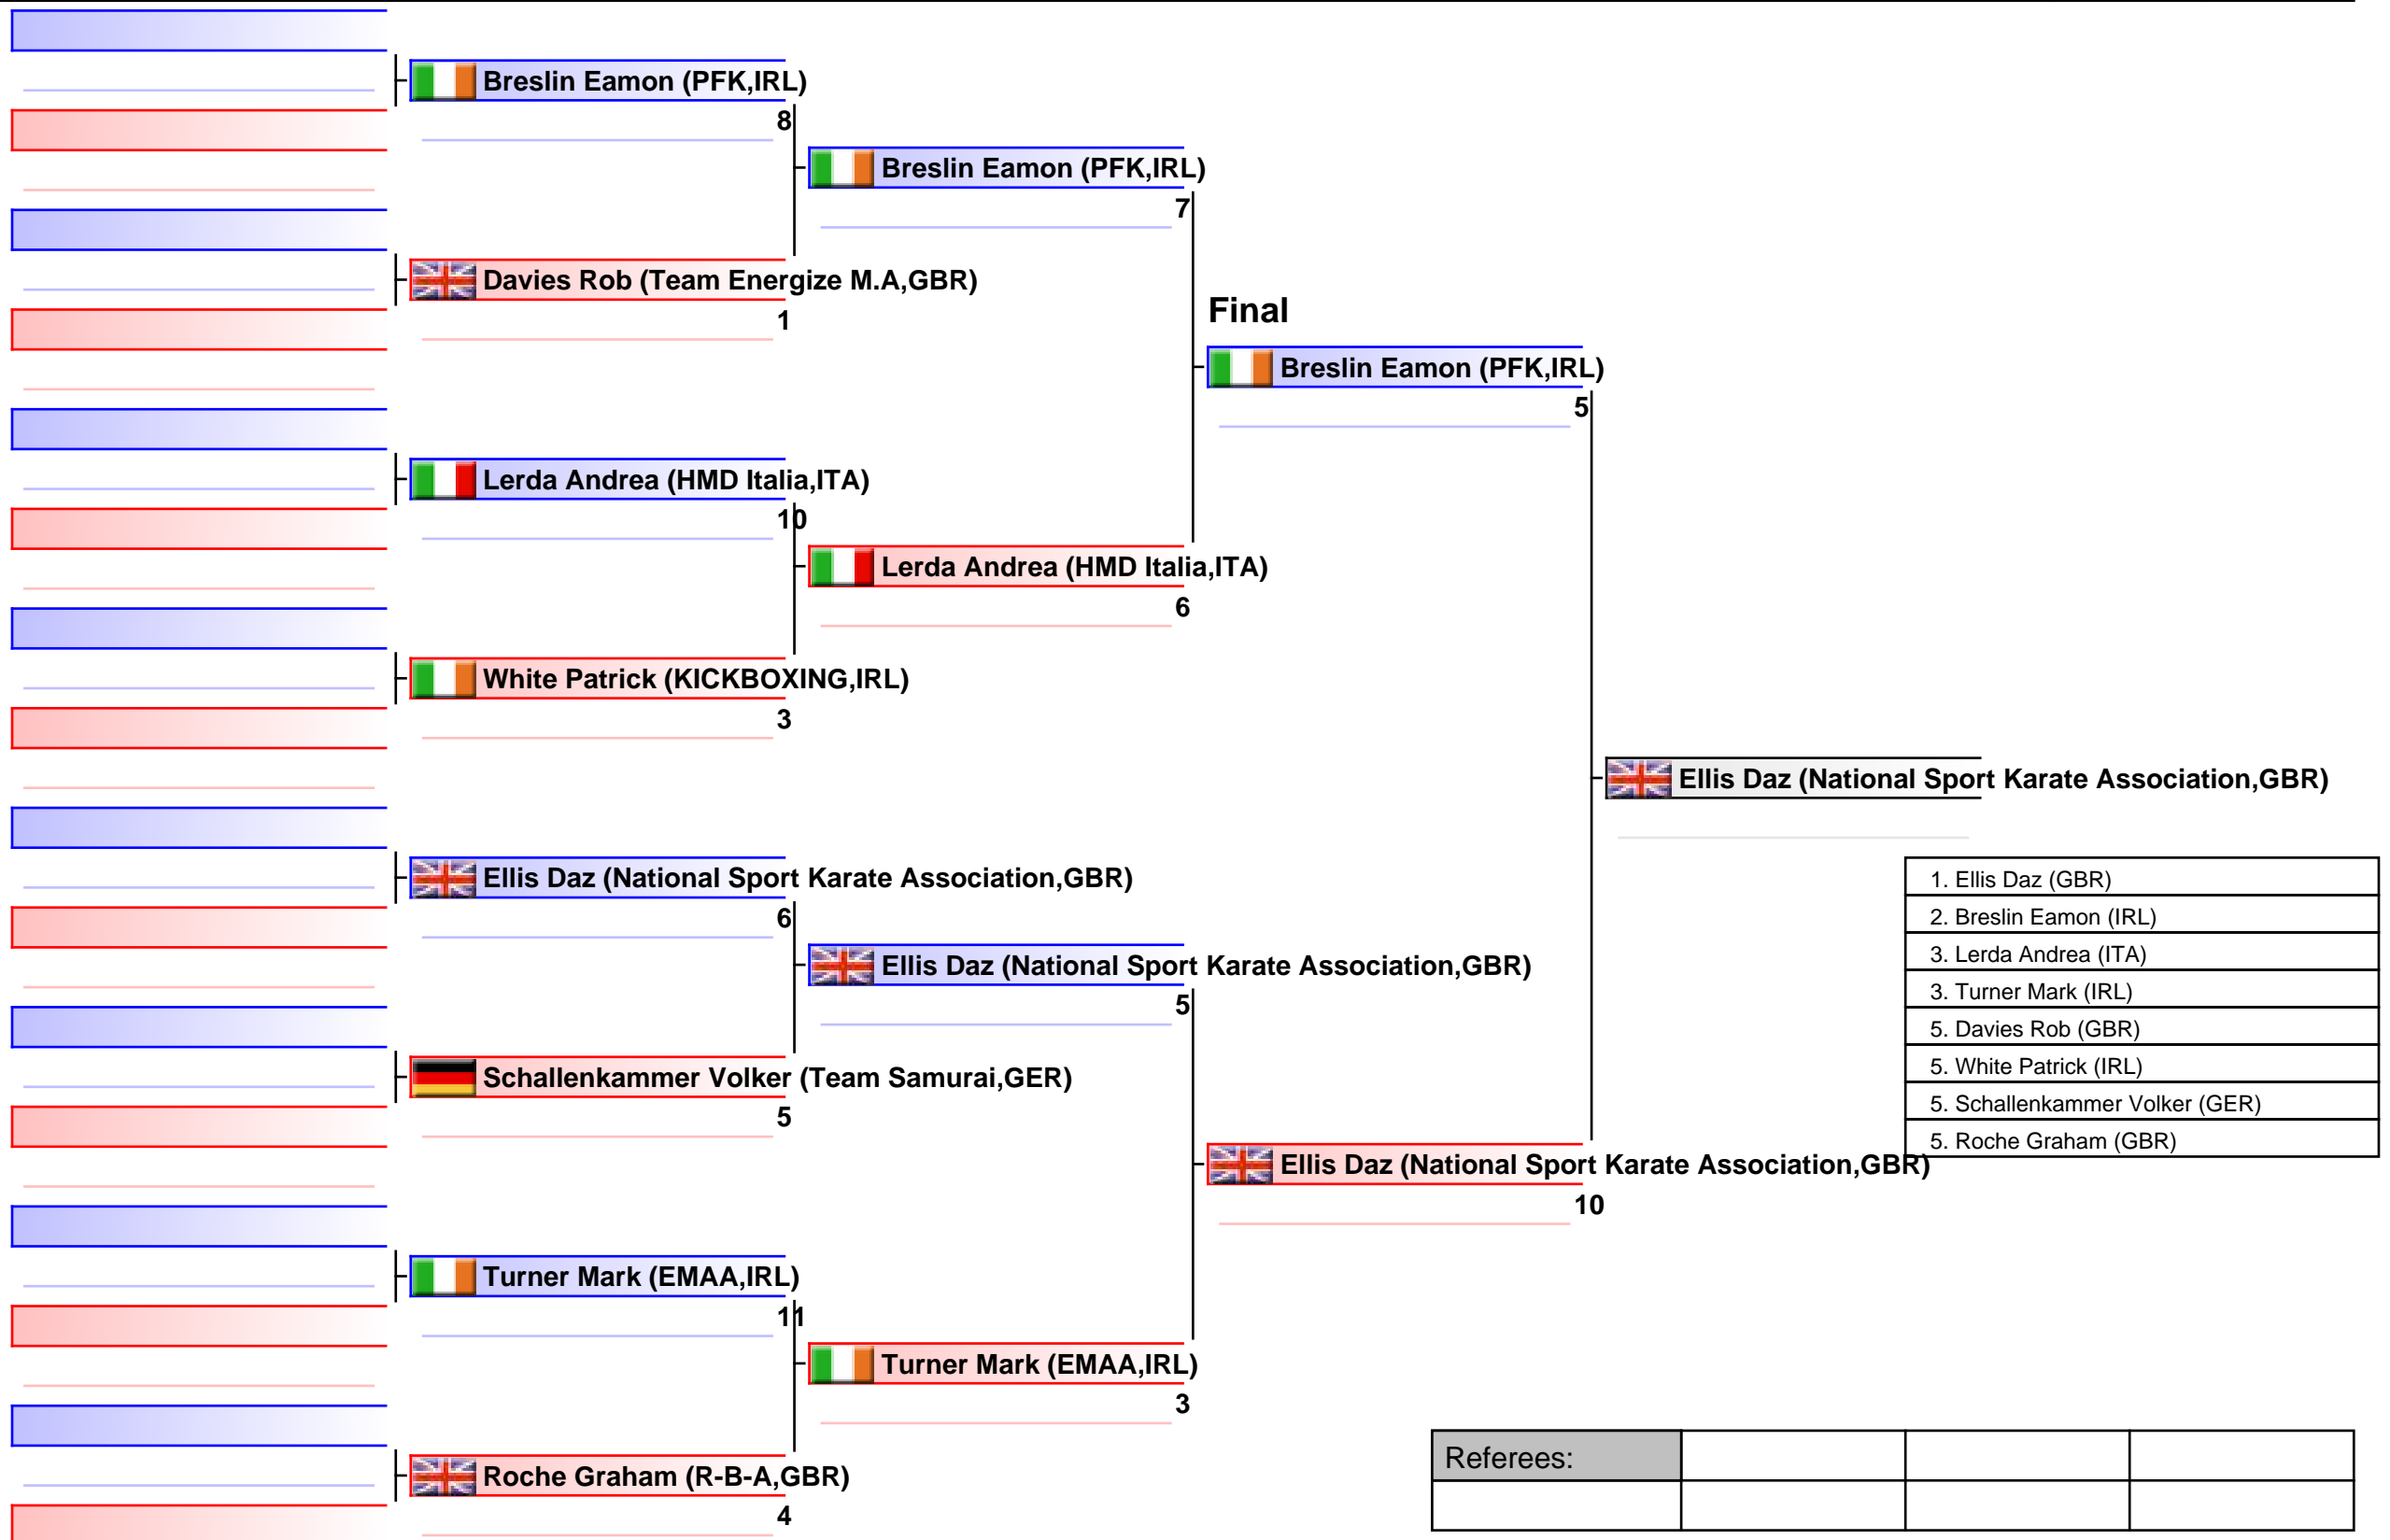 Breslin Eamon (PFK,IRL)
8
Breslin Eamon (PFK,IRL)
7
Davies Rob (Team Energize M.A,GBR)
1
Final
Breslin Eamon (PFK,IRL)
5
Lerda Andrea (HMD Italia,ITA)
10
Lerda Andrea (HMD Italia,ITA)
6
White Patrick (KICKBOXING,IRL)
3
Ellis Daz (National Sport Karate Association,GBR)
Ellis Daz (National Sport Karate Association,GBR)
6
Ellis Daz (National Sport Karate Association,GBR)
5
Schallenkammer Volker (Team Samurai,GER)
5
1. Ellis Daz (GBR)
2. Breslin Eamon (IRL)
3. Lerda Andrea (ITA)
3. Turner Mark (IRL)
5. Davies Rob (GBR)
5. White Patrick (IRL)
5. Schallenkammer Volker (GER)
5. Roche Graham (GBR)
Ellis Daz (National Sport Karate Association,GBR)
10
Turner Mark (EMAA,IRL)
11
Turner Mark (EMAA,IRL)
3
Roche Graham (R-B-A,GBR)
4
Referees: